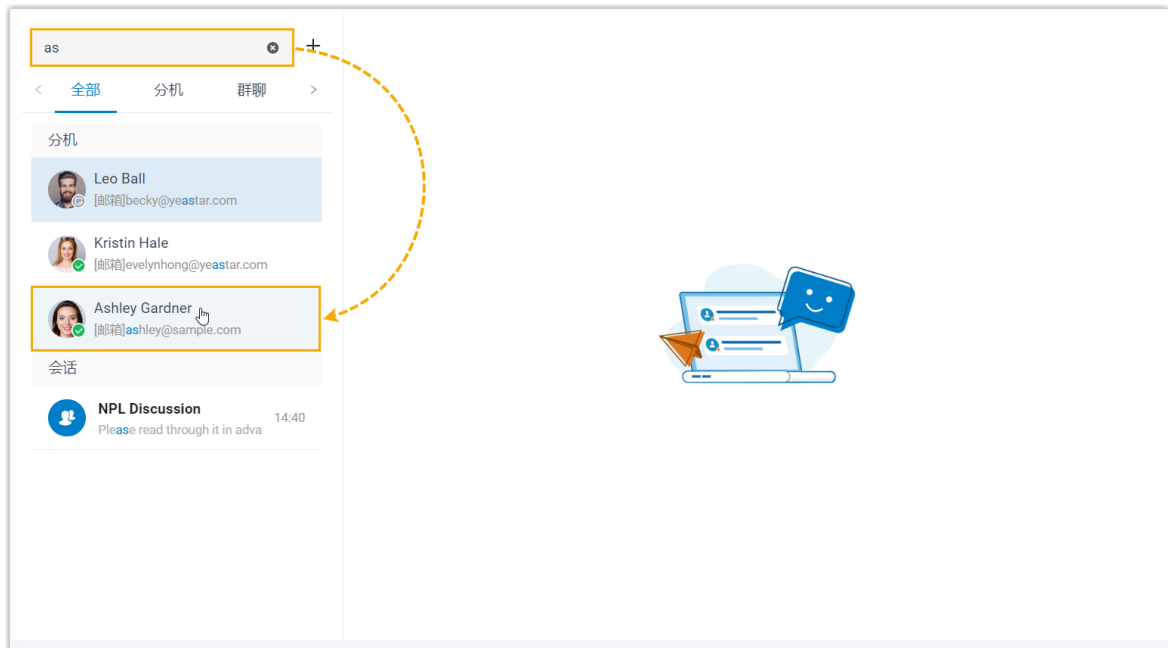 as
全部 分机 群聊
分机
Leo Ball
[邮箱]becky@yeastar.com
Kristin Hale
[邮箱]evelynhong@yeastar.com
Ashley Gardner
[邮箱]ashley@sample.com
会话
NPL Discussion 14:40
Please read through it in adva